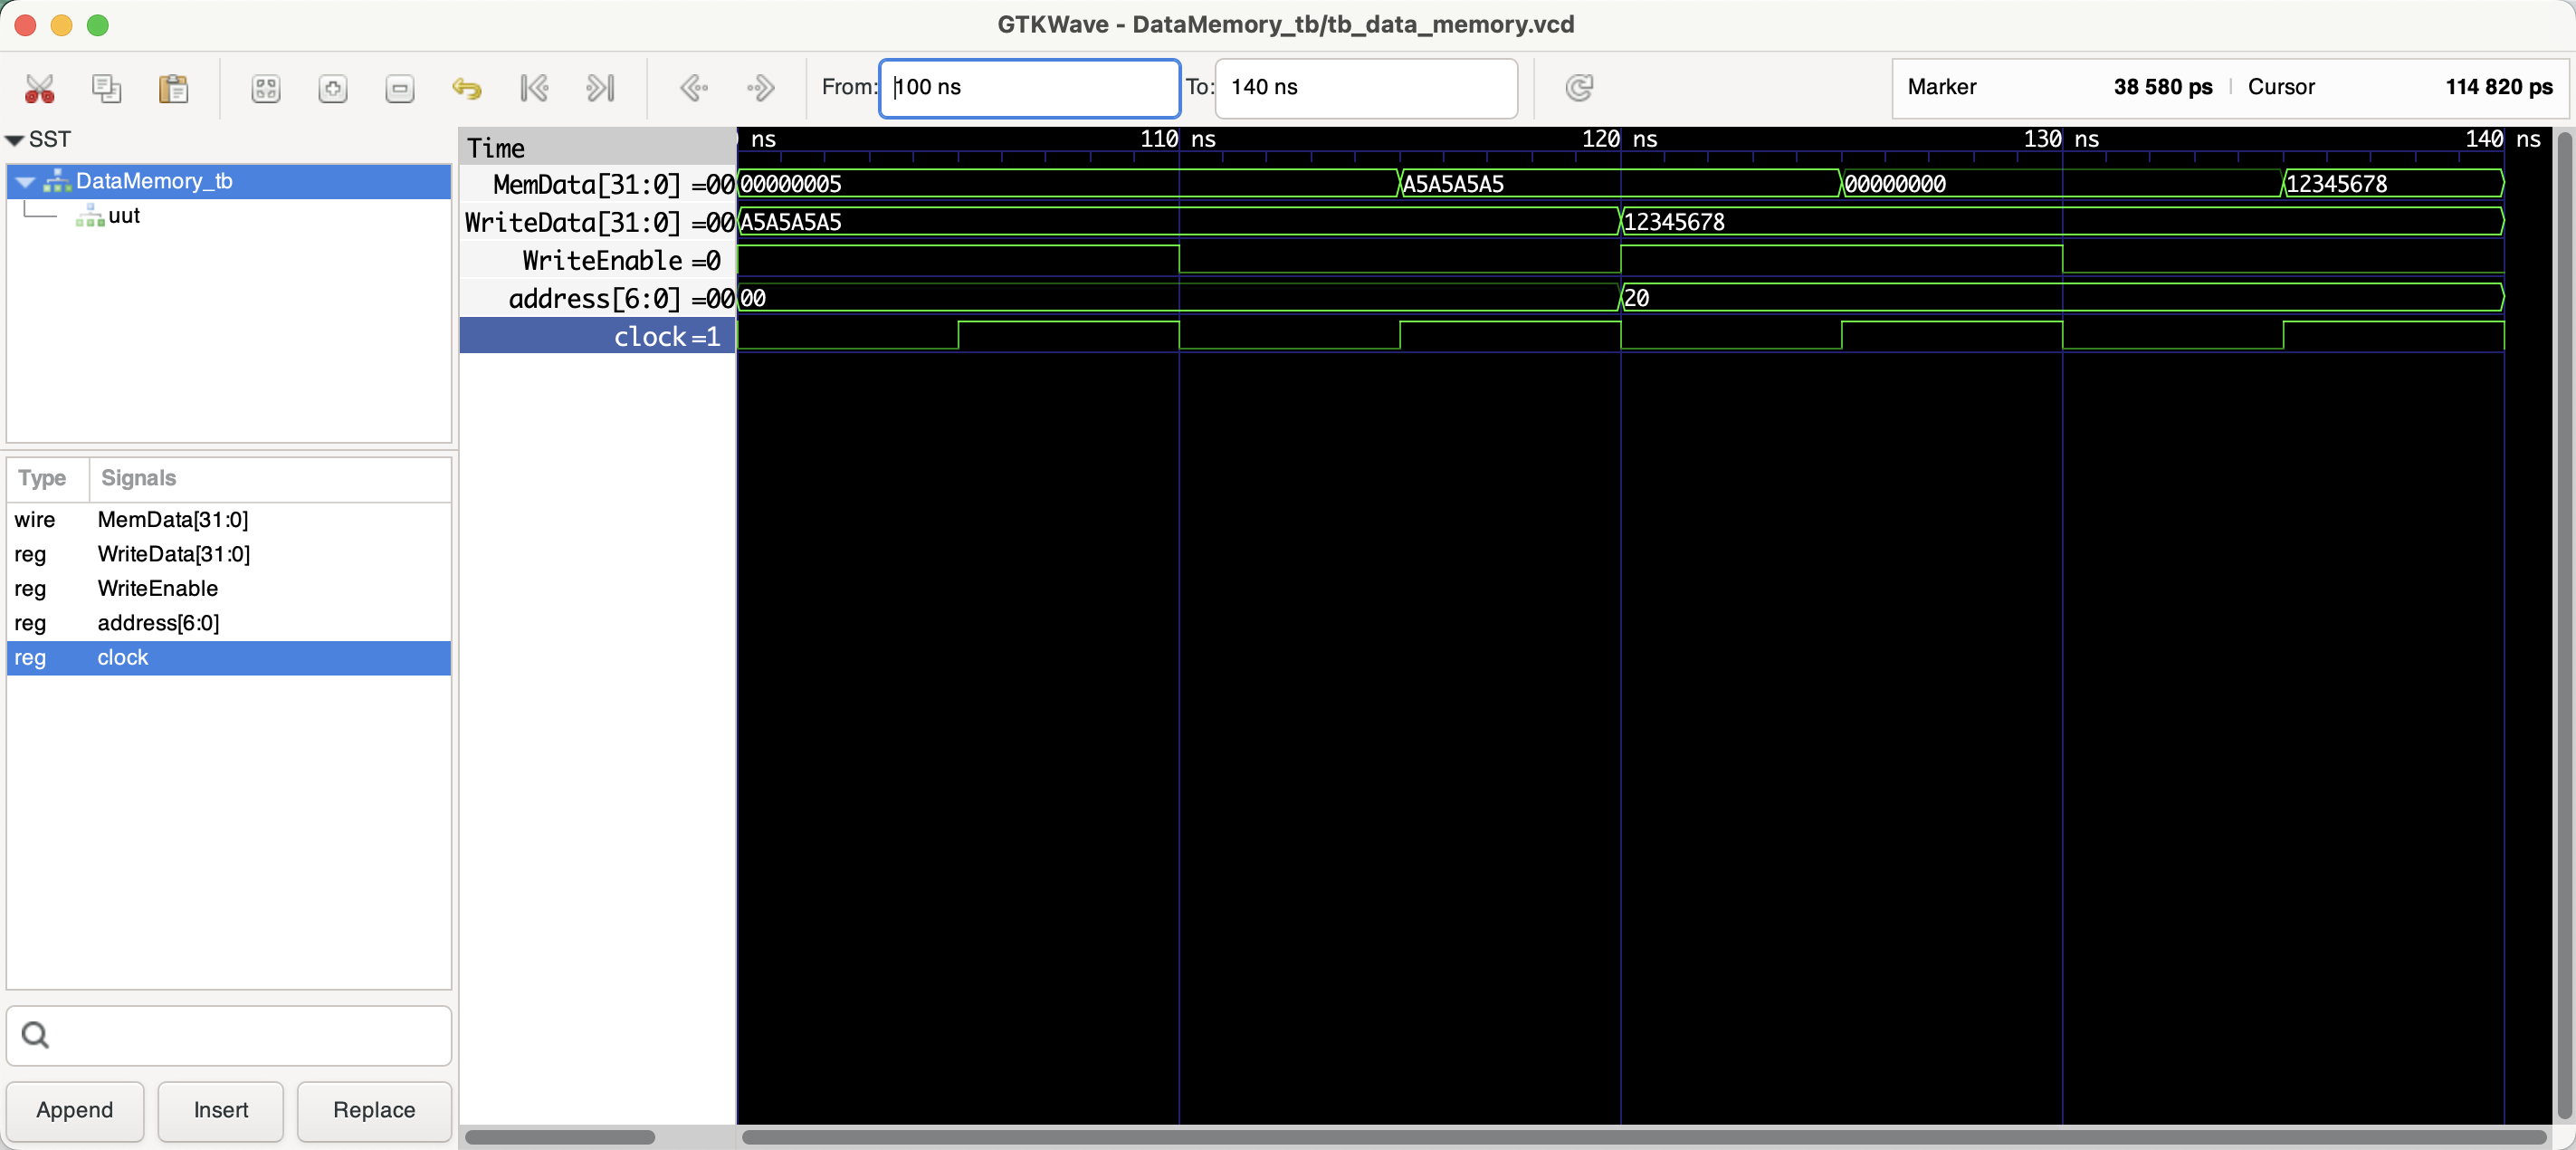 GTKWave - DataMemory_tb/tb_data_memory.vcd
From: 100 ns To: 140 ns
Marker 38 580 ps | Cursor 114 820 ps
SST
DataMemory_tb
uut
Type Signals
wire MemData[31:0]
reg WriteData[31:0]
reg WriteEnable
reg address[6:0]
reg clock
Append Insert Replace
Time
ns 110 ns 120 ns 130 ns 140 ns
MemData[31:0] =00 00000005 A5A5A5A5 00000000 12345678
WriteData[31:0] =00 A5A5A5A5 12345678
WriteEnable =0
address[6:0] =00 00 20
clock =1